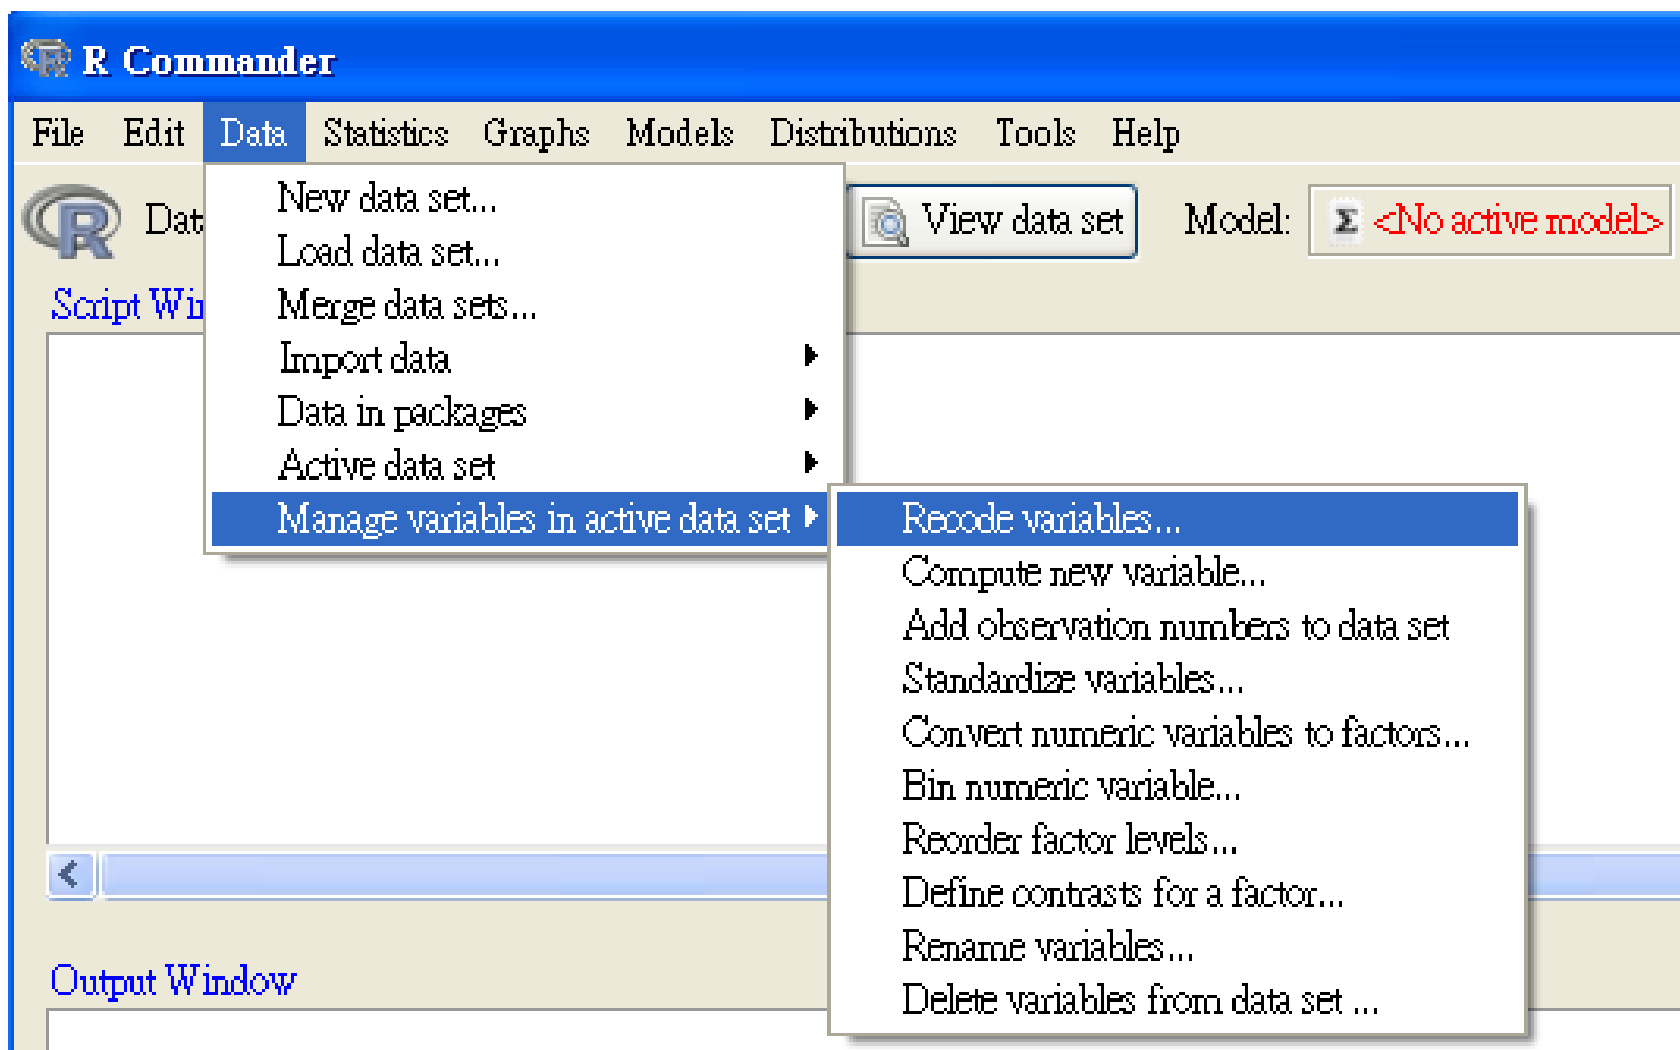 R Commander
File Edit Data Statistics Graphs Models Distributions Tools Help
R Dat View data set Model: Σ <No active model>
Script Win
New data set...
Load data set...
Merge data sets...
Import data
Data in packages
Active data set
Manage variables in active data set
Recode variables...
Compute new variable...
Add observation numbers to data set
Standardize variables...
Convert numeric variables to factors...
Bin numeric variable...
Reorder factor levels...
Define contrasts for a factor...
Rename variables...
Delete variables from data set ...
Output Window